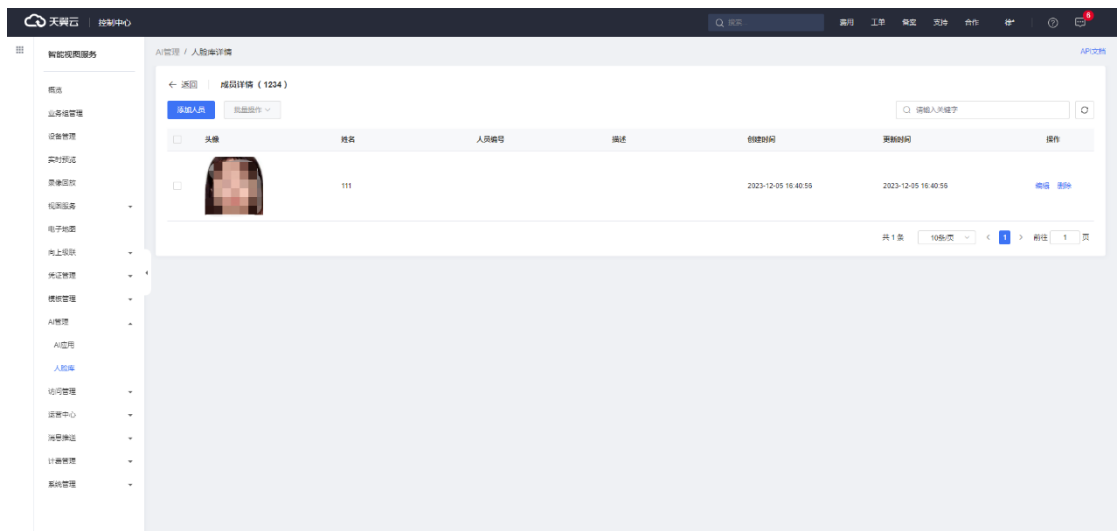 天翼云 控制中心 搜索 费用 工单 备案 支持 合作 6
智能视图服务
AI管理 / 人脸库详情 API文档
概览
业务组管理
设备管理
实时预览
录像回放
视图服务
电子地图
向上级联
凭证管理
模板管理
AI管理
AI应用
人脸库
访问管理
运营中心
消息推送
计器管理
系统管理
← 返回 成员详情（1234）
添加人员 批量操作 请输入关键字
头像 姓名 人员编号 描述 创建时间 更新时间 操作
111 2023-12-05 16:40:56 2023-12-05 16:40:56 编辑 删除
共 1 条 10条/页 < 1 > 前往 1 页